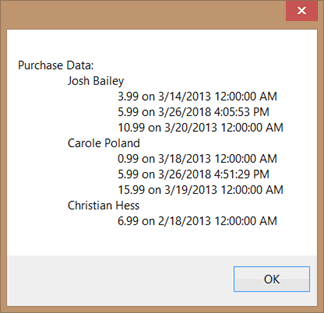 Purchase Data:
Josh Bailey
3.99 on 3/14/2013 12:00:00 AM
5.99 on 3/26/2018 4:05:53 PM
10.99 on 3/20/2013 12:00:00 AM
Carole Poland
0.99 on 3/18/2013 12:00:00 AM
5.99 on 3/26/2018 4:51:29 PM
15.99 on 3/19/2013 12:00:00 AM
Christian Hess
6.99 on 2/18/2013 12:00:00 AM
OK